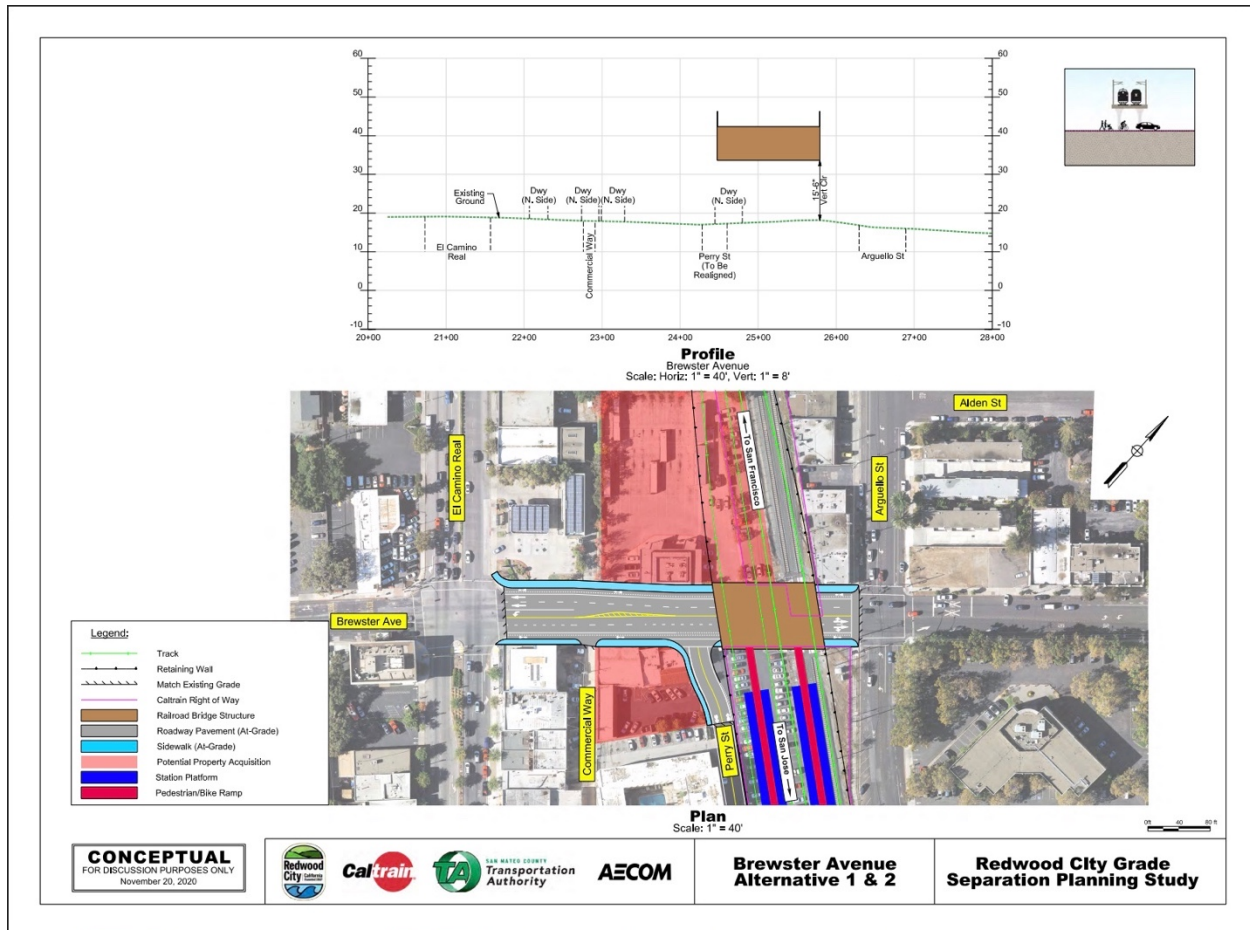 60
50
40
30
20
10
0
-10
60
50
40
30
20
10
0
-10
Existing
Ground
Dwy
(N. Side)
Dwy
(N. Side)
Dwy
(N. Side)
Dwy
(N. Side)
15'-6"
Vert Clr
El Camino
Real
Commercial Way
Perry St
(To Be
Realigned)
Arguello St
20+00
21+00
22+00
23+00
24+00
25+00
26+00
27+00
28+00
Profile
Brewster Avenue
Scale: Horiz: 1" = 40', Vert: 1" = 8'
El Camino Real
To San Francisco
Arguello St
Alden St
Brewster Ave
Commercial Way
Perry St
To San Jose
Legend:
Track
Retaining Wall
Match Existing Grade
Caltrain Right of Way
Railroad Bridge Structure
Roadway Pavement (At-Grade)
Sidewalk (At-Grade)
Potential Property Acquisition
Station Platform
Pedestrian/Bike Ramp
Plan
Scale: 1" = 40'
0ft 40 80 ft
CONCEPTUAL
FOR DISCUSSION PURPOSES ONLY
November 20, 2020
Redwood
City California
Caltrain
TA
SAN MATEO COUNTY
Transportation
Authority
AECOM
Brewster Avenue
Alternative 1 & 2
Redwood City Grade
Separation Planning Study